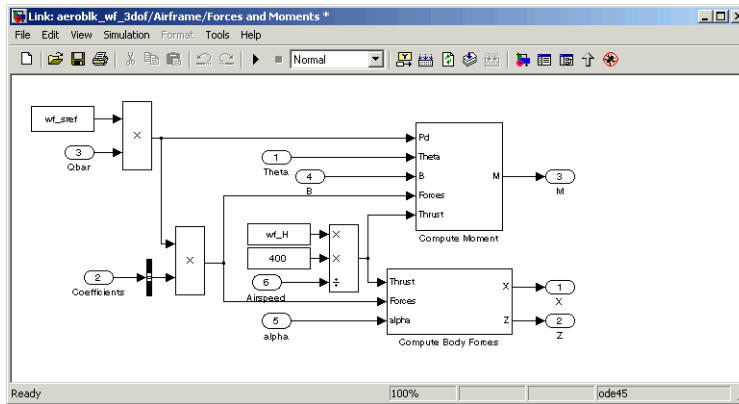 Link: aeroblk_wf_3dof/Airframe/Forces and Moments *
File Edit View Simulation Format Tools Help
Normal
wf_sref
×
3
Qbar
Pd
1
Theta
Theta
4
B
B
M
3
M
Forces
Thrust
Compute Moment
×
wf_H
×
400
×
6
÷
Airspeed
2
Coefficients
Thrust
Forces
alpha
X
1
X
Z
2
Z
5
alpha
Compute Body Forces
Ready 100% ode45